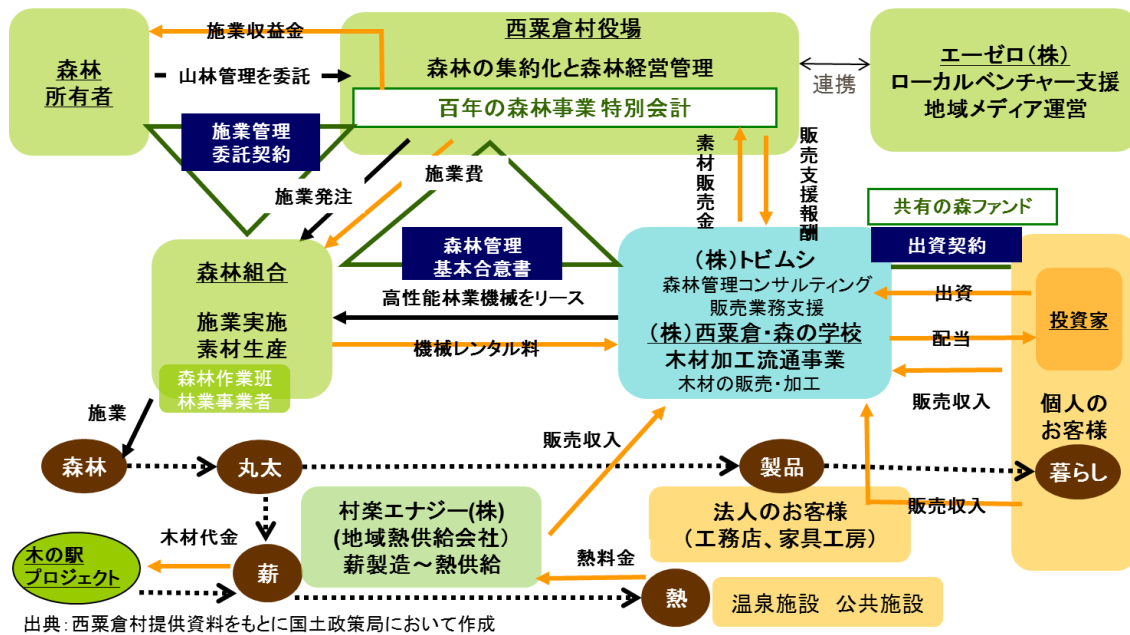 森林
所有者
施業収益金
山林管理を委託
西粟倉村役場
森林の集約化と森林経営管理
百年の森林事業 特別会計
連携
エーゼロ(株)
ローカルベンチャー支援
地域メディア運営
施業管理
委託契約
施業発注
施業費
森林管理
基本合意書
素材販売金
販売支援報酬
共有の森ファンド
出資契約
森林組合
施業実施
素材生産
森林作業班
林業事業者
高性能林業機械をリース
機械レンタル料
(株)トビムシ
森林管理コンサルティング
販売業務支援
(株)西粟倉・森の学校
木材加工流通事業
木材の販売・加工
出資
配当
投資家
販売収入
個人の
お客様
施業
販売収入
森林
丸太
製品
暮らし
販売収入
村楽エナジー(株)
(地域熱供給会社)
薪製造～熱供給
法人のお客様
(工務店、家具工房)
木材代金
木の駅
プロジェクト
薪
熱料金
熱
温泉施設 公共施設
出典:西粟倉村提供資料をもとに国土政策局において作成